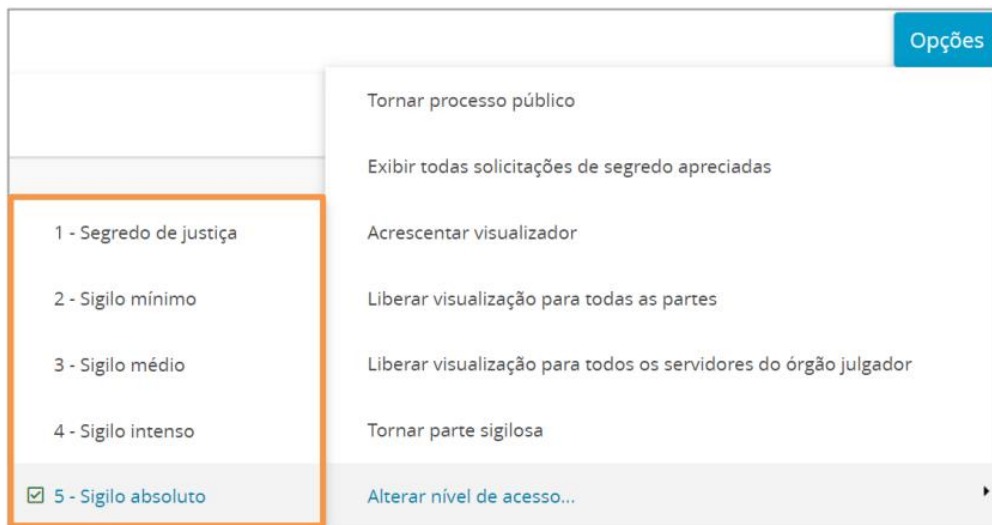 Opções
Tornar processo público
Exibir todas solicitações de segredo apreciadas
Acrescentar visualizador
Liberar visualização para todas as partes
Liberar visualização para todos os servidores do órgão julgador
Tornar parte sigilosa
Alterar nível de acesso...
1 - Segredo de justiça
2 - Sigilo mínimo
3 - Sigilo médio
4 - Sigilo intenso
5 - Sigilo absoluto